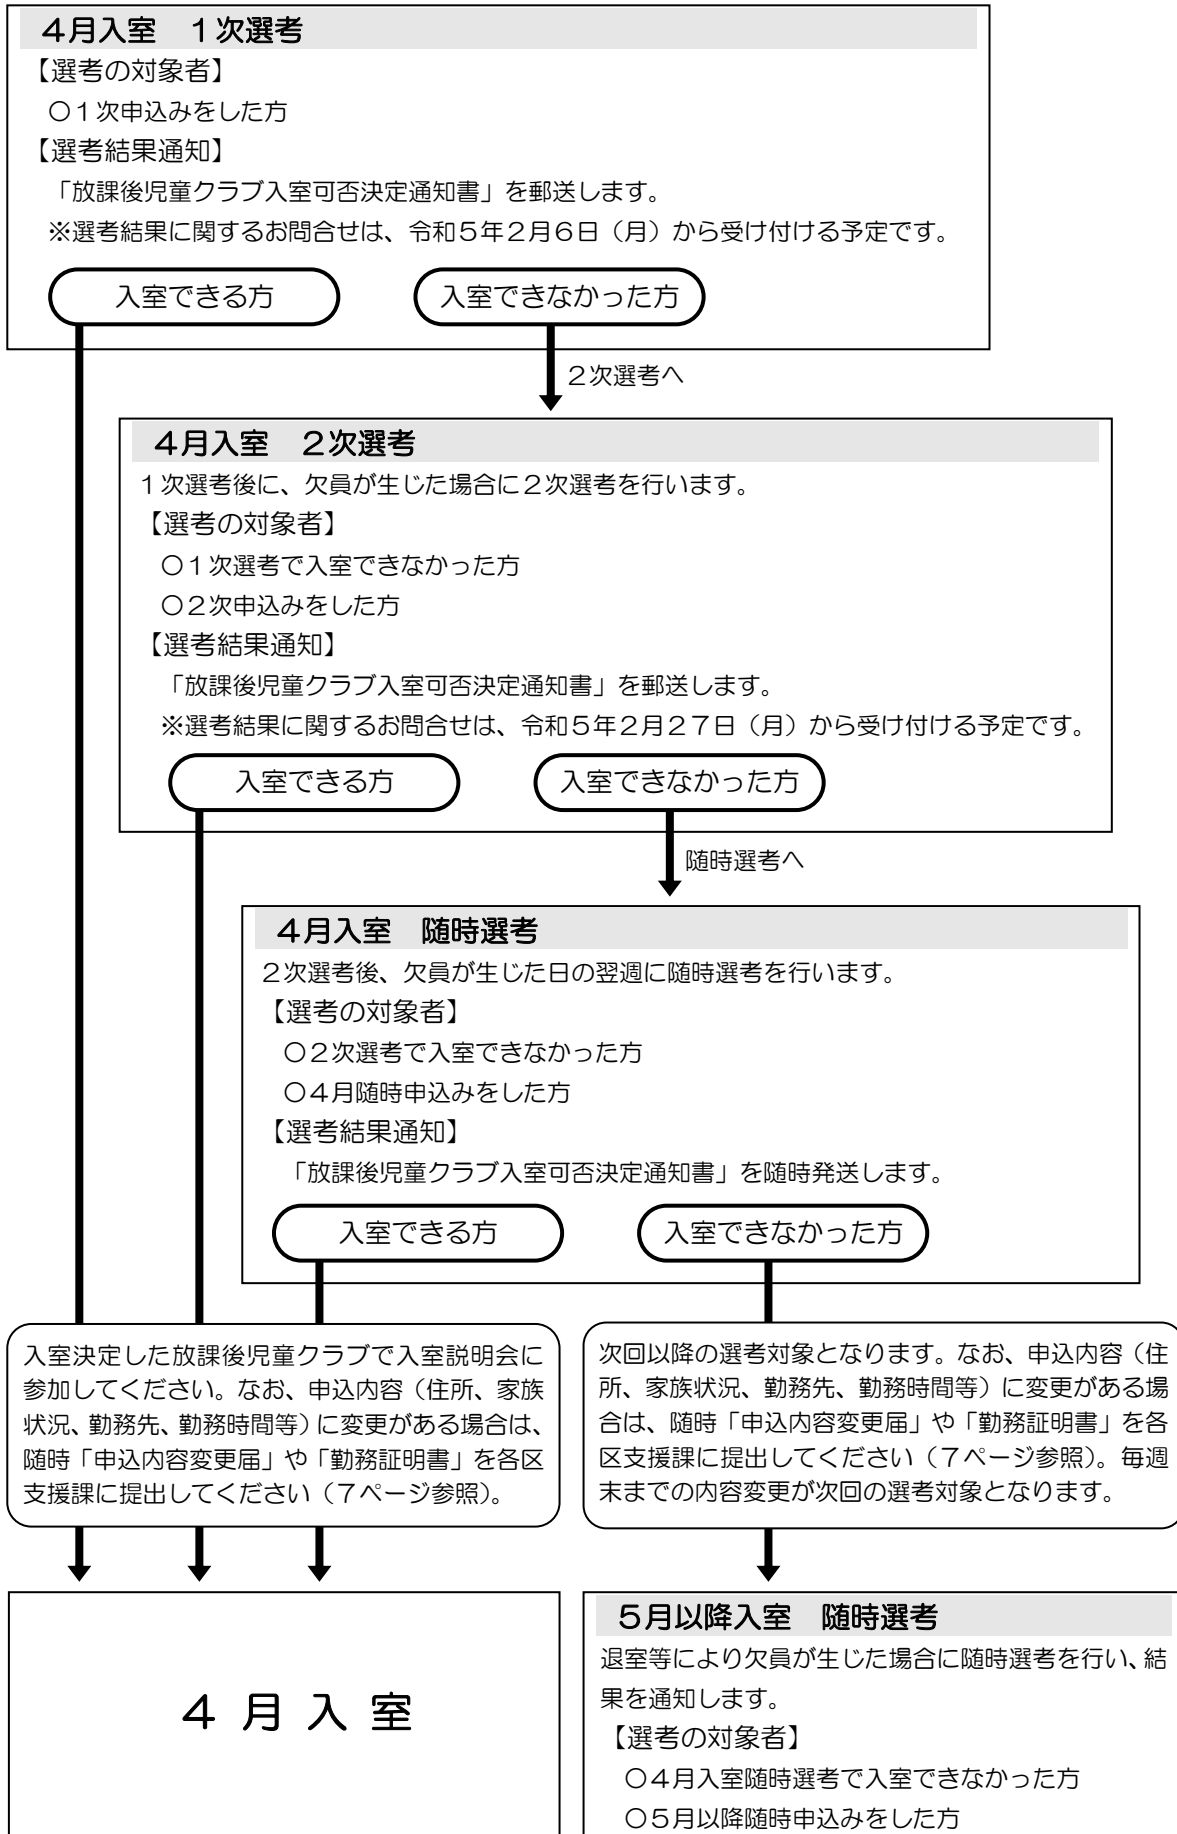 ４月入室　１次選考
【選考の対象者】
〇１次申込みをした方
【選考結果通知】
「放課後児童クラブ入室可否決定通知書」を郵送します。
※選考結果に関するお問合せは、令和５年２月６日（月）から受け付ける予定です。
入室できる方
入室できなかった方
２次選考へ
４月入室　２次選考
１次選考後に、欠員が生じた場合に２次選考を行います。
【選考の対象者】
〇１次選考で入室できなかった方
〇２次申込みをした方
【選考結果通知】
「放課後児童クラブ入室可否決定通知書」を郵送します。
※選考結果に関するお問合せは、令和５年２月２７日（月）から受け付ける予定です。
入室できる方
入室できなかった方
随時選考へ
４月入室　随時選考
２次選考後、欠員が生じた日の翌週に随時選考を行います。
【選考の対象者】
〇２次選考で入室できなかった方
〇４月随時申込みをした方
【選考結果通知】
「放課後児童クラブ入室可否決定通知書」を随時発送します。
入室できる方
入室できなかった方
入室決定した放課後児童クラブで入室説明会に
参加してください。なお、申込内容（住所、家族
状況、勤務先、勤務時間等）に変更がある場合は、
随時「申込内容変更届」や「勤務証明書」を各区
支援課に提出してください（７ページ参照）。
次回以降の選考対象となります。なお、申込内容（住
所、家族状況、勤務先、勤務時間等）に変更がある場
合は、随時「申込内容変更届」や「勤務証明書」を各
区支援課に提出してください（７ページ参照）。毎週
末までの内容変更が次回の選考対象となります。
４月入室
５月以降入室　随時選考
退室等により欠員が生じた場合に随時選考を行い、結
果を通知します。
【選考の対象者】
〇４月入室随時選考で入室できなかった方
〇５月以降随時申込みをした方